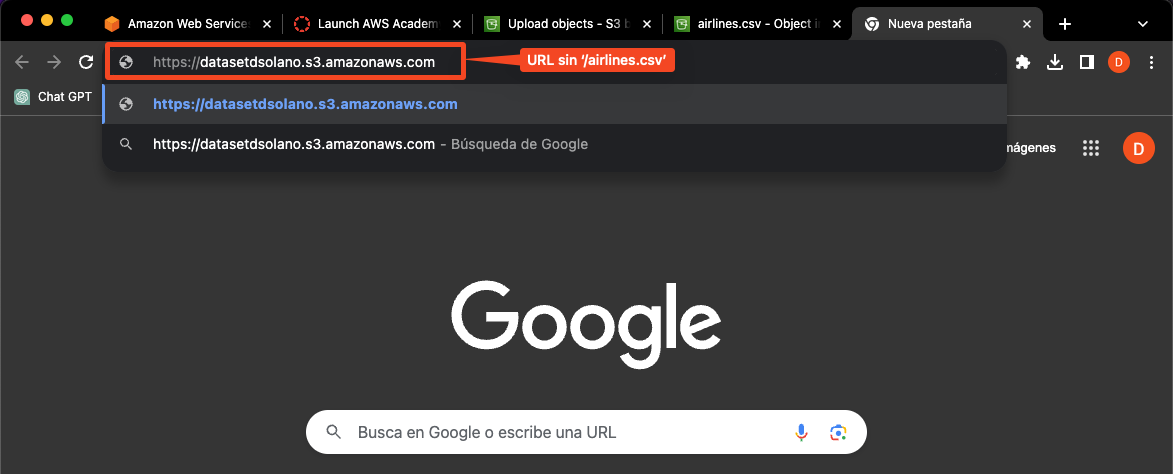 Amazon Web Service
Launch AWS Academ
Upload objects - S3 b
airlines.csv - Object in
Nueva pestaña
https://datasetdsolano.s3.amazonaws.com
URL sin ‘/airlines.csv’
D
Chat GPT
https://datasetdsolano.s3.amazonaws.com
https://datasetdsolano.s3.amazonaws.com - Búsqueda de Google
mágenes
D
Google
Busca en Google o escribe una URL